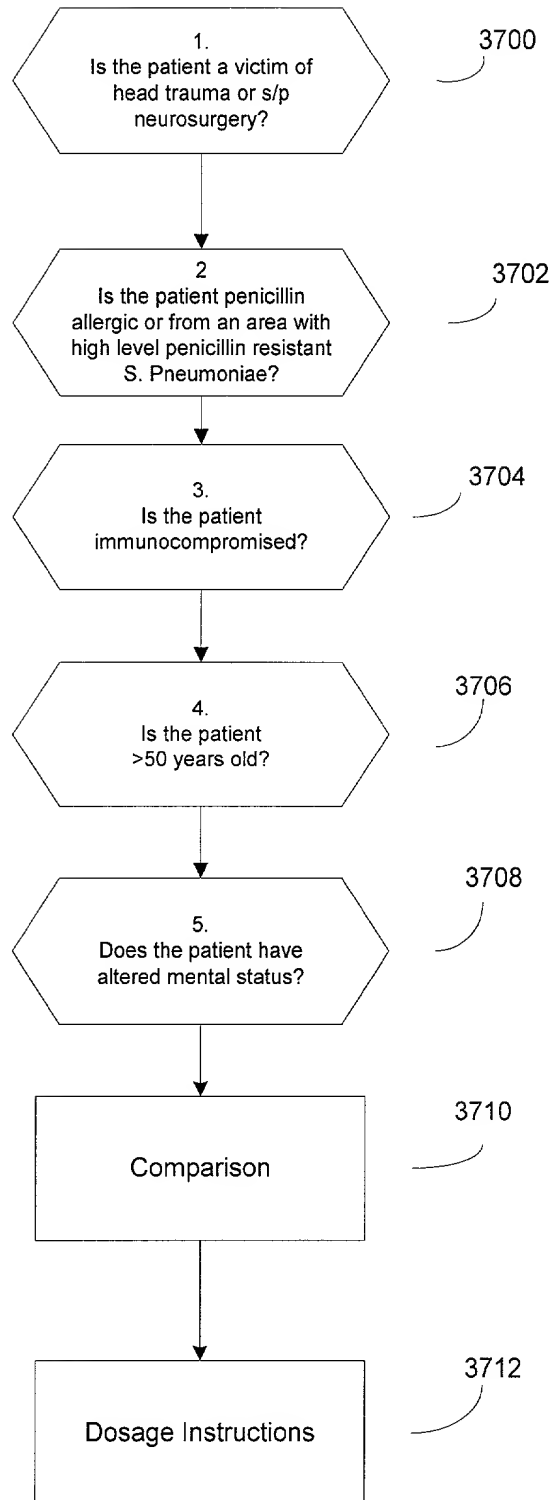 1.
Is the patient a victim of
head trauma or s/p
neurosurgery?
3700
2
Is the patient penicillin
allergic or from an area with
high level penicillin resistant
S. Pneumoniae?
3702
3.
Is the patient
immunocompromised?
3704
4.
Is the patient
>50 years old?
3706
5.
Does the patient have
altered mental status?
3708
Comparison
3710
Dosage Instructions
3712